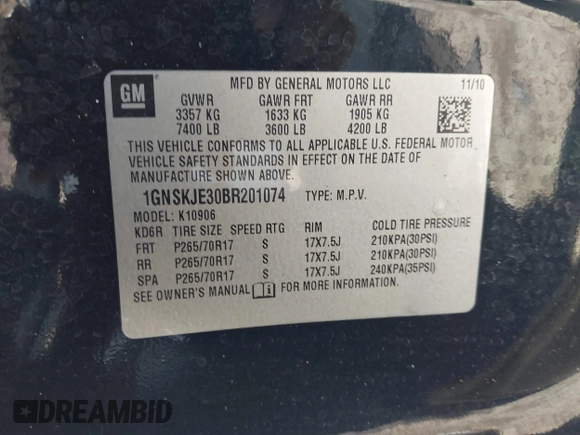 GM
MFD BY GENERAL MOTORS LLC 11/10
GVWR GAWR FRT GAWR RR
3357 KG 1633 KG 1905 KG
7400 LB 3600 LB 4200 LB
THIS VEHICLE CONFORMS TO ALL APPLICABLE U.S. FEDERAL MOTOR
VEHICLE SAFETY STANDARDS IN EFFECT ON THE DATE OF
MANUFACTURE SHOWN ABOVE.
1GNSKJE30BR201074 TYPE: M.P.V.
MODEL: K10906
KD6R TIRE SIZE SPEED RTG RIM COLD TIRE PRESSURE
FRT P265/70R17 S 17X7.5J 210KPA(30PSI)
RR P265/70R17 S 17X7.5J 210KPA(30PSI)
SPA P265/70R17 S 17X7.5J 240KPA(35PSI)
SEE OWNER'S MANUAL i FOR MORE INFORMATION
DREAMBID